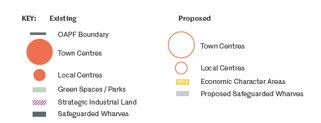 KEY: Existing
OAPF Boundary
Town Centres
Local Centres
Green Spaces / Parks
Strategic Industrial Land
Safeguarded Wharves
Proposed
Town Centres
Local Centres
Economic Character Areas
Proposed Safeguarded Wharves